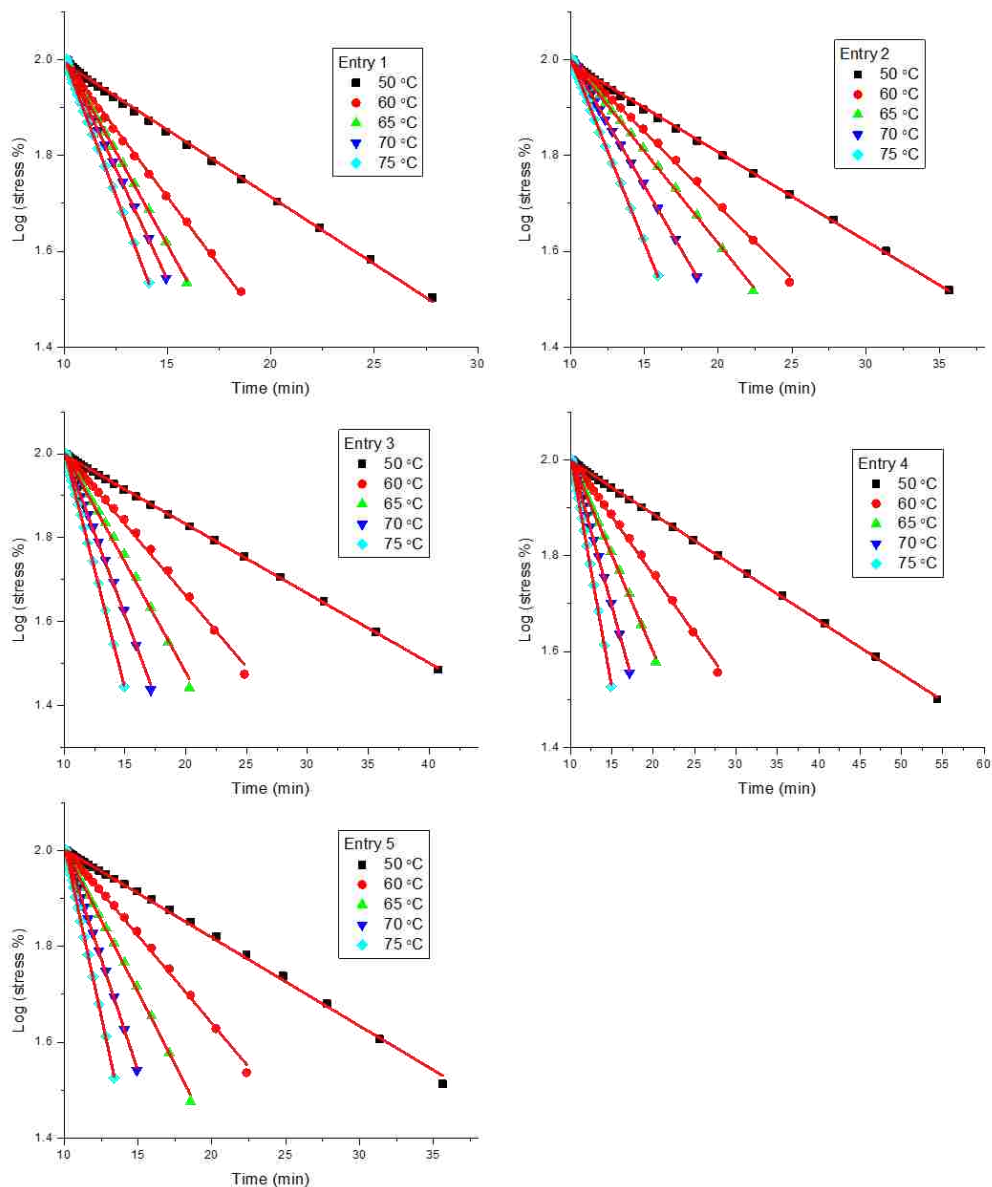 Entry 1
50 °C
60 °C
65 °C
70 °C
75 °C
2.0
1.8
1.6
1.4
Log (stress %)
10 15 20 25 30
Time (min)
Entry 2
50 °C
60 °C
65 °C
70 °C
75 °C
2.0
1.8
1.6
1.4
Log (stress %)
10 15 20 25 30 35
Time (min)
Entry 3
50 °C
60 °C
65 °C
70 °C
75 °C
2.0
1.8
1.6
1.4
Log (stress %)
10 15 20 25 30 35 40
Time (min)
Entry 4
50 °C
60 °C
65 °C
70 °C
75 °C
2.0
1.8
1.6
1.4
Log (stress %)
10 15 20 25 30 35 40 45 50 55 60
Time (min)
Entry 5
50 °C
60 °C
65 °C
70 °C
75 °C
2.0
1.8
1.6
1.4
Log (stress %)
10 15 20 25 30 35
Time (min)